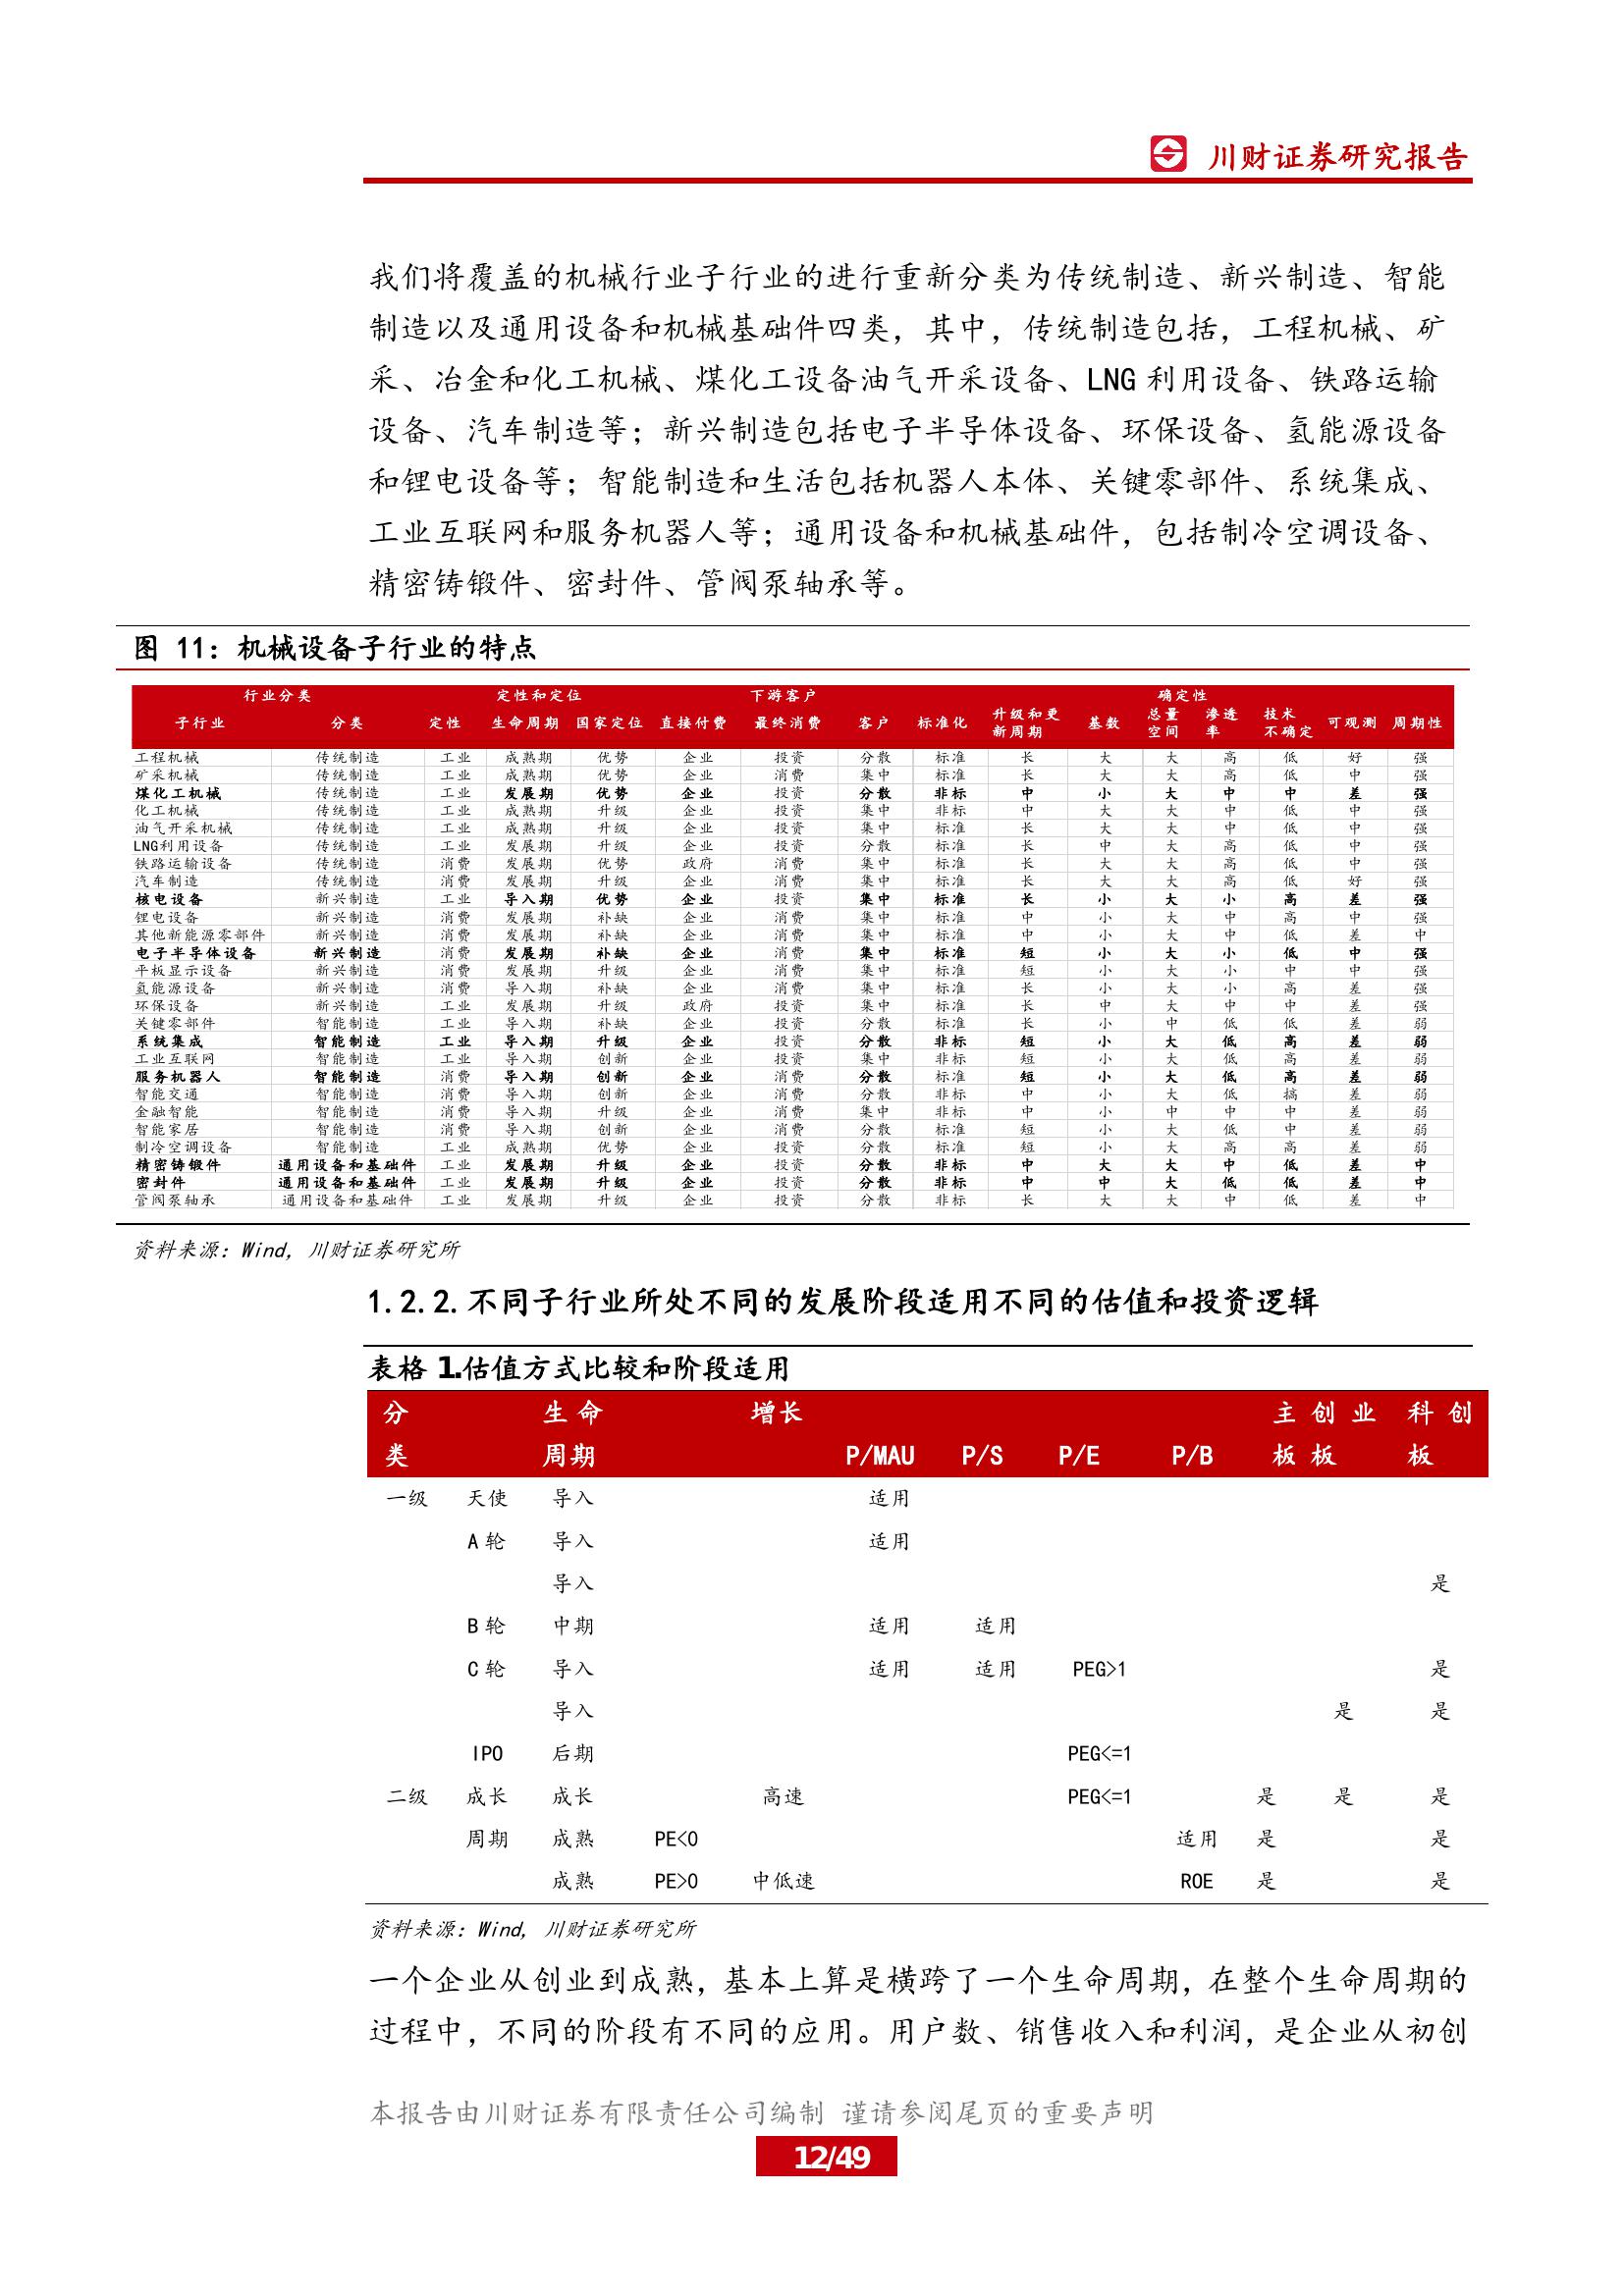 川财证券研究报告
我们将覆盖的机械行业子行业的进行重新分类为传统制造、新兴制造、智能
制造以及通用设备和机械基础件四类，其中，传统制造包括，工程机械、矿
采、冶金和化工机械、煤化工设备油气开采设备、LNG 利用设备、铁路运输
设备、汽车制造等；新兴制造包括电子半导体设备、环保设备、氢能源设备
和锂电设备等；智能制造和生活包括机器人本体、关键零部件、系统集成、
工业互联网和服务机器人等；通用设备和机械基础件，包括制冷空调设备、
精密铸锻件、密封件、管阀泵轴承等。
图 11：机械设备子行业的特点
行业分类 定性和定位 下游客户 确定性
子行业 分类 定性 生命周期 国家定位 直接付费 最终消费 客户 标准化 升级和更新周期 基数 总量空间 渗透率 技术不确定 可观测 周期性
工程机械 传统制造 工业 成熟期 优势 企业 投资 分散 标准 长 大 大 高 低 好 强
矿采机械 传统制造 工业 成熟期 优势 企业 消费 集中 标准 长 大 大 高 低 中 强
煤化工机械 传统制造 工业 发展期 优势 企业 投资 分散 非标 中 小 大 中 中 差 强
化工机械 传统制造 工业 成熟期 升级 企业 投资 集中 非标 中 大 大 中 低 中 强
油气开采机械 传统制造 工业 成熟期 升级 企业 投资 集中 标准 长 大 大 中 低 中 强
LNG利用设备 传统制造 工业 发展期 升级 企业 投资 分散 标准 长 中 大 高 低 中 强
铁路运输设备 传统制造 消费 发展期 优势 政府 消费 集中 标准 长 大 大 高 低 中 强
汽车制造 传统制造 消费 发展期 升级 企业 消费 集中 标准 长 大 大 高 低 好 强
核电设备 新兴制造 工业 导入期 优势 企业 投资 集中 标准 长 小 大 小 高 差 强
锂电设备 新兴制造 消费 发展期 补缺 企业 消费 集中 标准 中 小 大 中 高 中 强
其他新能源零部件 新兴制造 消费 发展期 补缺 企业 消费 集中 标准 中 小 大 中 低 差 中
电子半导体设备 新兴制造 消费 发展期 补缺 企业 消费 集中 标准 短 小 大 小 低 中 强
平板显示设备 新兴制造 消费 发展期 升级 企业 消费 集中 标准 短 小 大 小 中 中 强
氢能源设备 新兴制造 消费 导入期 补缺 企业 消费 集中 标准 长 小 大 小 高 差 强
环保设备 新兴制造 工业 发展期 升级 政府 投资 集中 标准 长 中 大 中 中 差 强
关键零部件 智能制造 工业 导入期 补缺 企业 投资 分散 标准 长 小 中 低 低 差 弱
系统集成 智能制造 工业 导入期 升级 企业 投资 分散 非标 短 小 大 低 高 差 弱
工业互联网 智能制造 工业 导入期 创新 企业 投资 集中 非标 短 小 大 低 高 差 弱
服务机器人 智能制造 消费 导入期 创新 企业 消费 分散 标准 短 小 大 低 高 差 弱
智能交通 智能制造 消费 导入期 创新 企业 消费 分散 非标 中 小 大 低 搞 差 弱
金融智能 智能制造 消费 导入期 升级 企业 消费 集中 非标 中 小 中 中 中 差 弱
智能家居 智能制造 消费 导入期 创新 企业 消费 分散 标准 短 小 大 低 中 差 弱
制冷空调设备 智能制造 工业 成熟期 优势 企业 投资 分散 标准 短 小 大 高 高 差 弱
精密铸锻件 通用设备和基础件 工业 发展期 升级 企业 投资 分散 非标 中 大 大 中 低 差 中
密封件 通用设备和基础件 工业 发展期 升级 企业 投资 分散 非标 中 中 大 低 低 差 中
管阀泵轴承 通用设备和基础件 工业 发展期 升级 企业 投资 分散 非标 长 大 大 中 低 差 中
资料来源：Wind, 川财证券研究所
1.2.2.不同子行业所处不同的发展阶段适用不同的估值和投资逻辑
表格 1.估值方式比较和阶段适用
分 生 命 增长 主 创 业 科 创
类 周期 P/MAU P/S P/E P/B 板 板 板
一级 天使 导入 适用
A 轮 导入 适用
导入 是
B 轮 中期 适用 适用
C 轮 导入 适用 适用 PEG>1 是
导入 是 是
IPO 后期 PEG<=1
二级 成长 成长 高速 PEG<=1 是 是 是
周期 成熟 PE<0 适用 是 是
成熟 PE>0 中低速 ROE 是 是
资料来源：Wind, 川财证券研究所
一个企业从创业到成熟，基本上算是横跨了一个生命周期，在整个生命周期的
过程中，不同的阶段有不同的应用。用户数、销售收入和利润，是企业从初创
本报告由川财证券有限责任公司编制 谨请参阅尾页的重要声明
12/49